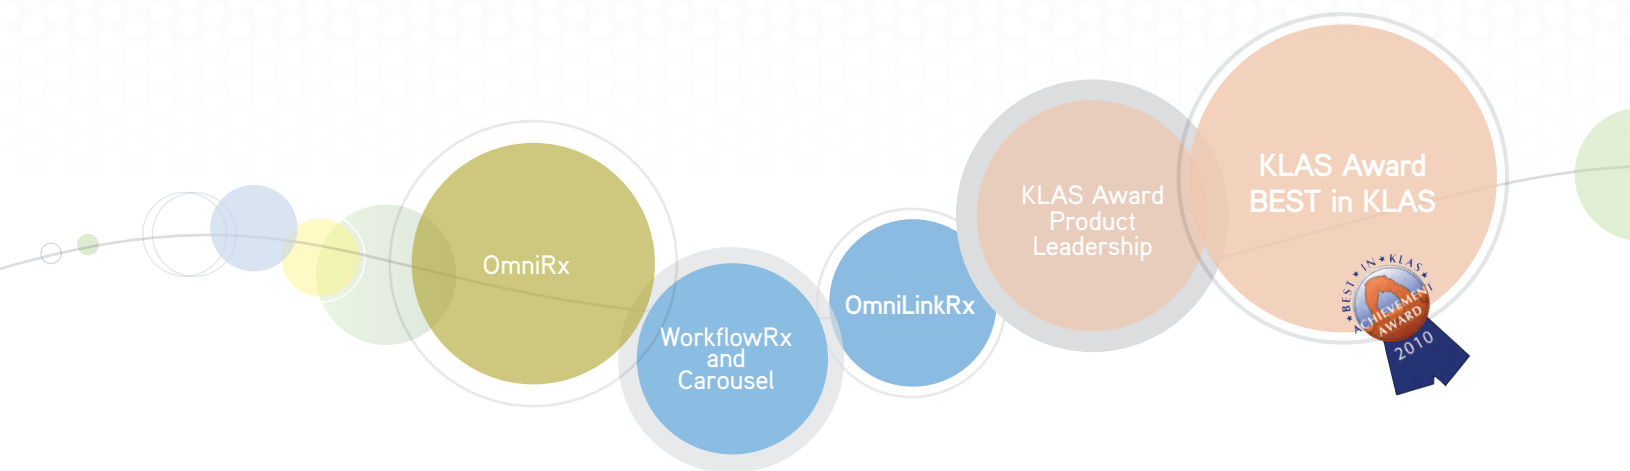 OmniRx
WorkflowRx
and
Carousel
OmniLinkRx
KLAS Award
Product
Leadership
KLAS Award
BEST in KLAS
★BEST★IN★KLAS★
ACHIEVEMENT
AWARD
2010